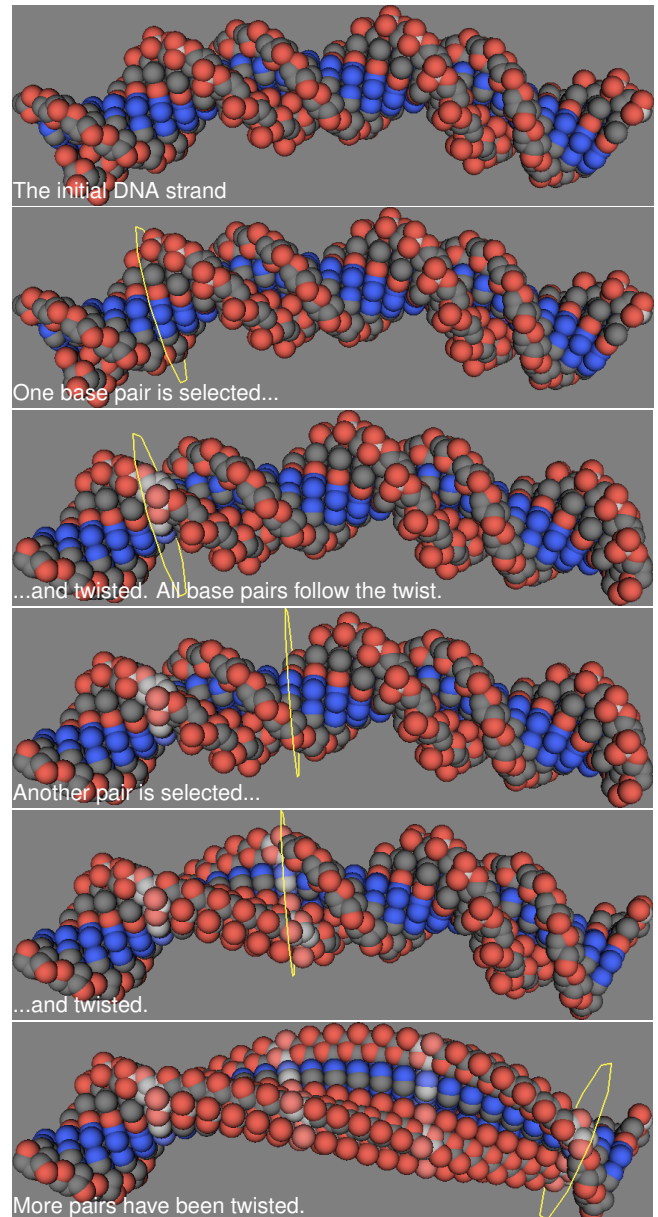 The initial DNA strand
One base pair is selected...
...and twisted. All base pairs follow the twist.
Another pair is selected...
...and twisted.
More pairs have been twisted.